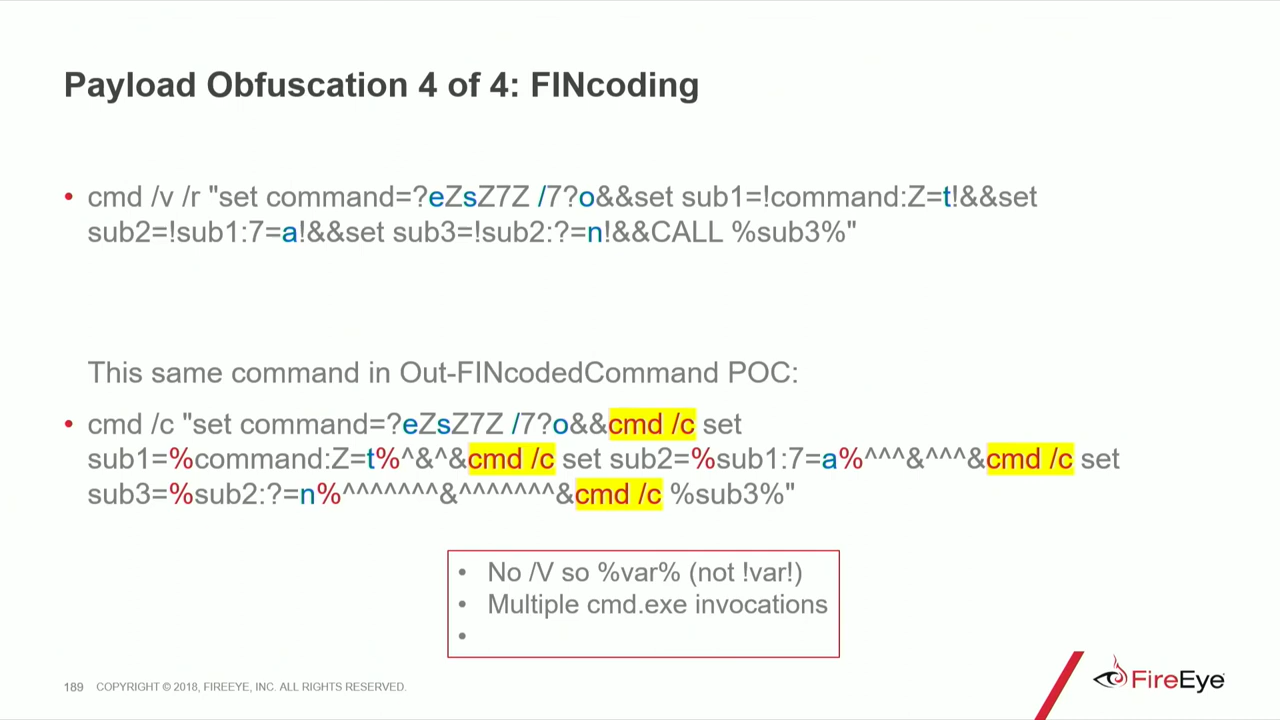 Payload Obfuscation 4 of 4: FINcoding
• cmd /v /r "set command=?eZsZ7Z /7?o&&set sub1=!command:Z=t!&&set
sub2=!sub1:7=a!&&set sub3=!sub2:?=n!&&CALL %sub3%"
This same command in Out-FINcodedCommand POC:
• cmd /c "set command=?eZsZ7Z /7?o&&cmd /c set
sub1=%command:Z=t%^&^&cmd /c set sub2=%sub1:7=a%^^^&^^^&cmd /c set
sub3=%sub2:?=n%^^^^^^^&^^^^^^^&cmd /c %sub3%"
• No /V so %var% (not !var!)
• Multiple cmd.exe invocations
•
189 COPYRIGHT © 2018, FIREEYE, INC. ALL RIGHTS RESERVED.
FireEye